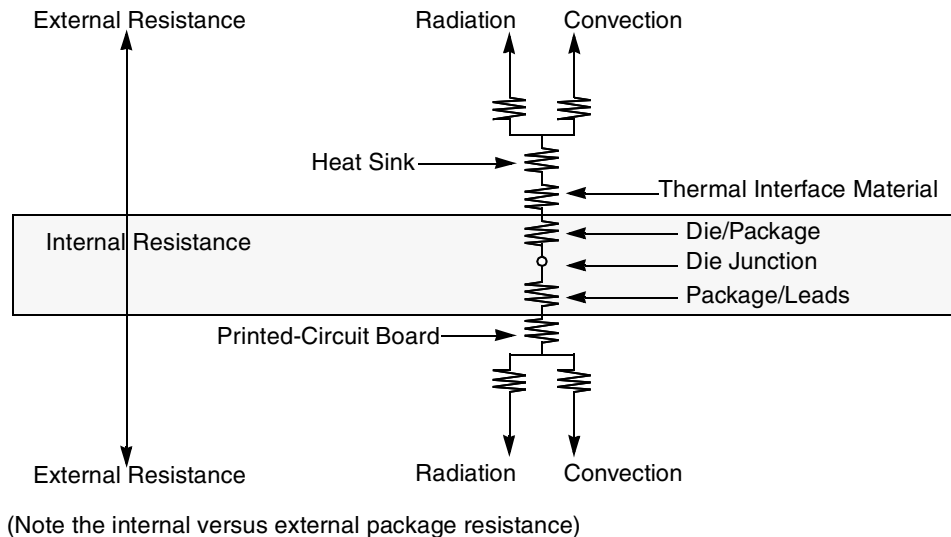 External Resistance
Radiation
Convection
Heat Sink
Thermal Interface Material
Internal Resistance
Die/Package
Die Junction
Package/Leads
Printed-Circuit Board
External Resistance
Radiation
Convection
(Note the internal versus external package resistance)